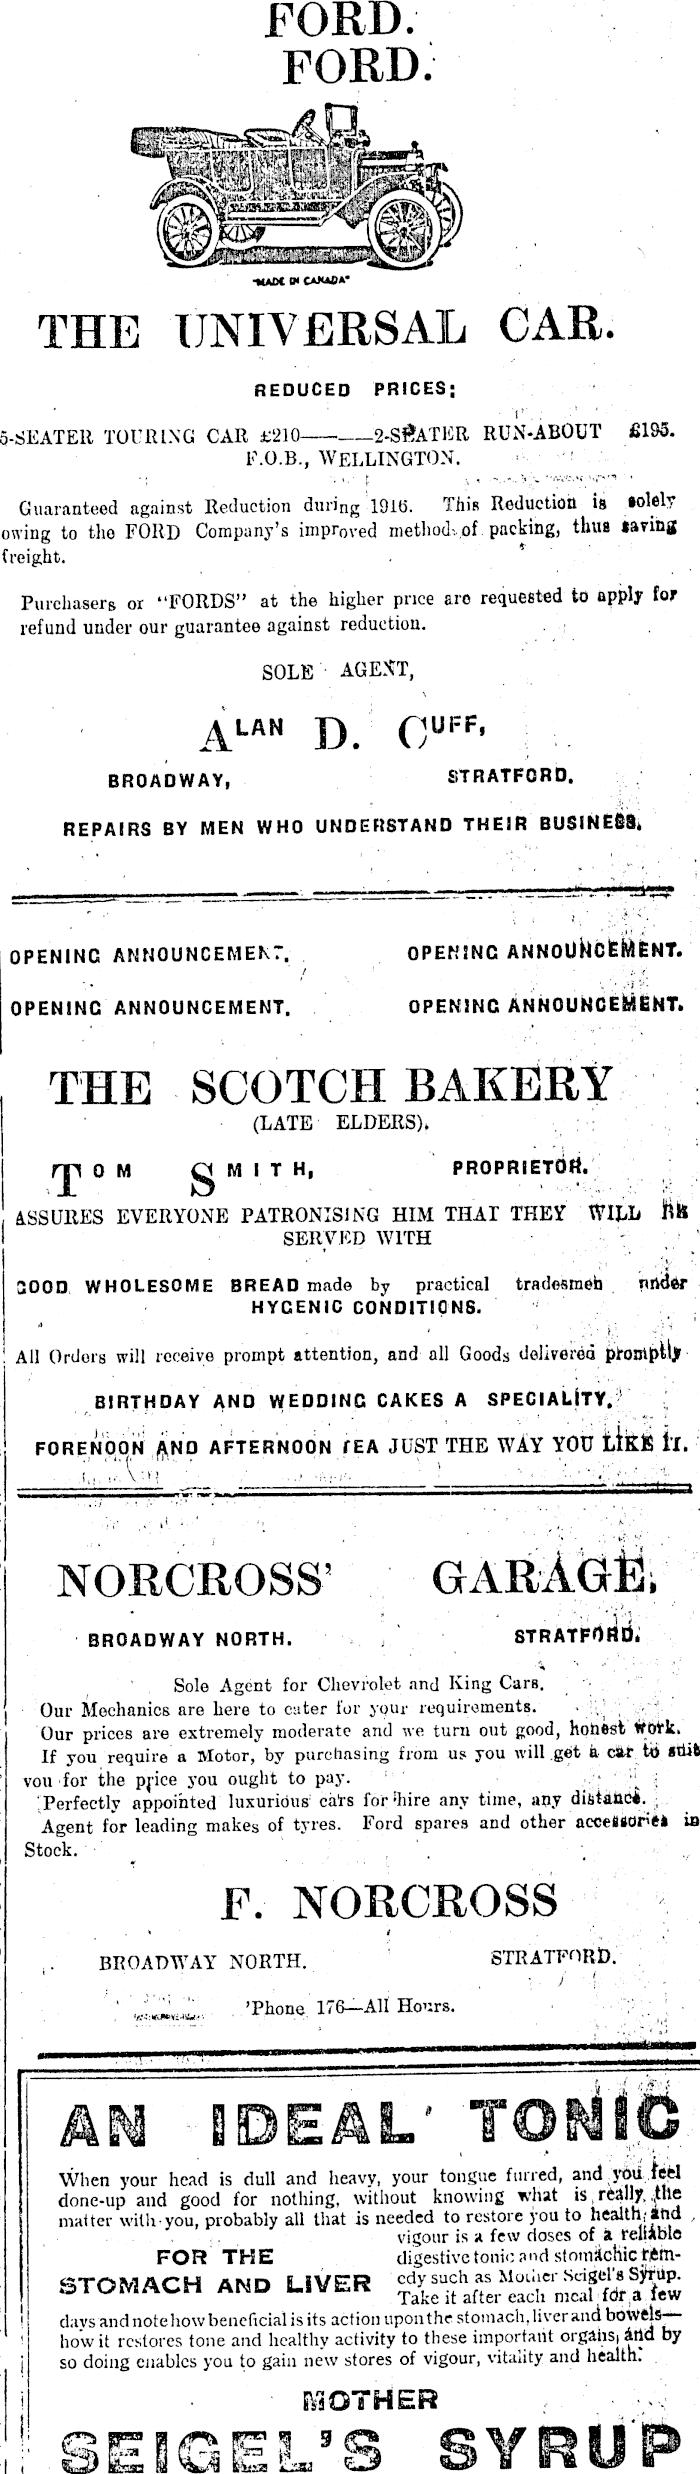 FORD.
FORD.
"MADE IN CANADA"
THE UNIVERSAL CAR.
REDUCED PRICES;
5-SEATER TOURING CAR £210—— —2-SEATER RUN-ABOUT £195.
F.O.B., WELLINGTON.
Guaranteed against Reduction during 1916. This Reduction is solely
owing to the FORD Company's improved method of packing, thus saving
freight.
Purchasers or "FORDS" at the higher price are requested to apply for
refund under our guarantee against reduction.
SOLE AGENT,
ALAN D. CUFF,
BROADWAY, STRATFORD.
REPAIRS BY MEN WHO UNDERSTAND THEIR BUSINESS.
OPENING ANNOUNCEMENT. OPENING ANNOUNCEMENT.
OPENING ANNOUNCEMENT. OPENING ANNOUNCEMENT.
THE SCOTCH BAKERY
(LATE ELDERS).
TOM SMITH, PROPRIETOR.
ASSURES EVERYONE PATRONISING HIM THAT THEY WILL BE
SERVED WITH
GOOD WHOLESOME BREAD made by practical tradesmen under
HYGENIC CONDITIONS.
All Orders will receive prompt attention, and all Goods delivered promptly
BIRTHDAY AND WEDDING CAKES A SPECIALITY.
FORENOON AND AFTERNOON TEA JUST THE WAY YOU LIKE IT.
NORCROSS' GARAGE,
BROADWAY NORTH. STRATFORD.
Sole Agent for Chevrolet and King Cars.
Our Mechanics are here to cater for your requirements.
Our prices are extremely moderate and we turn out good, honest work.
If you require a Motor, by purchasing from us you will get a car to suit
you for the price you ought to pay.
Perfectly appointed luxurious cars for hire any time, any distance.
Agent for leading makes of tyres. Ford spares and other accessories in
Stock.
F. NORCROSS
BROADWAY NORTH. STRATFORD.
'Phone 176—All Hours.
AN IDEAL TONIC
When your head is dull and heavy, your tongue furred, and you feel
done-up and good for nothing, without knowing what is really the
matter with you, probably all that is needed to restore you to health and
vigour is a few doses of a reliable
digestive tonic and stomachic rem-
edy such as Mother Seigel's Syrup.
Take it after each meal for a few
FOR THE
STOMACH AND LIVER
days and note how beneficial is its action upon the stomach, liver and bowels—
how it restores tone and healthy activity to these important organs, and by
so doing enables you to gain new stores of vigour, vitality and health.
MOTHER
SEIGEL'S SYRUP